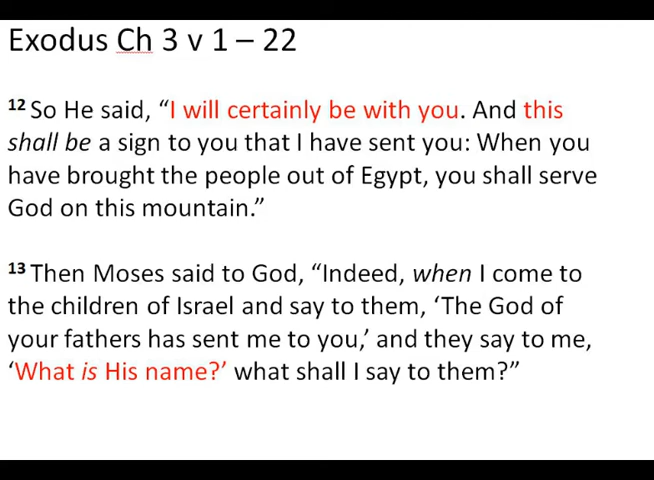 Exodus Ch 3 v 1 – 22
12 So He said, “I will certainly be with you. And this
shall be a sign to you that I have sent you: When you
have brought the people out of Egypt, you shall serve
God on this mountain.”
13 Then Moses said to God, “Indeed, when I come to
the children of Israel and say to them, ‘The God of
your fathers has sent me to you,’ and they say to me,
‘What is His name?’ what shall I say to them?”